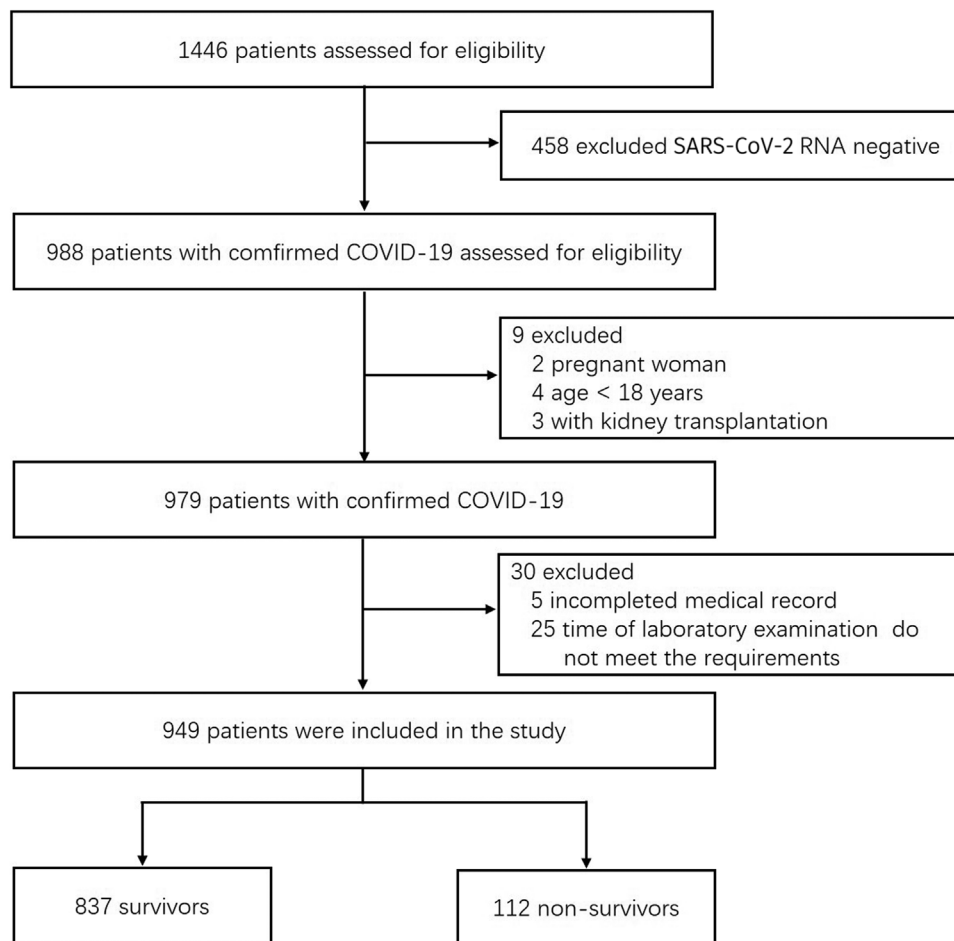 1446 patients assessed for eligibility
458 excluded SARS-CoV-2 RNA negative
988 patients with comfirmed COVID-19 assessed for eligibility
9 excluded
2 pregnant woman
4 age < 18 years
3 with kidney transplantation
979 patients with confirmed COVID-19
30 excluded
5 incompleted medical record
25 time of laboratory examination do
not meet the requirements
949 patients were included in the study
837 survivors
112 non-survivors